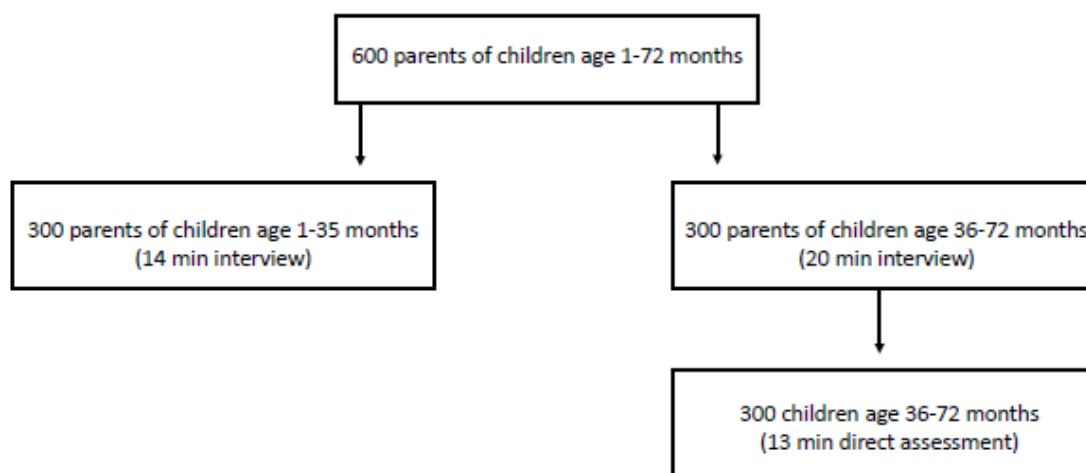 600 parents of children age 1-72 months
300 parents of children age 1-35 months
(14 min interview)
300 parents of children age 36-72 months
(20 min interview)
300 children age 36-72 months
(13 min direct assessment)